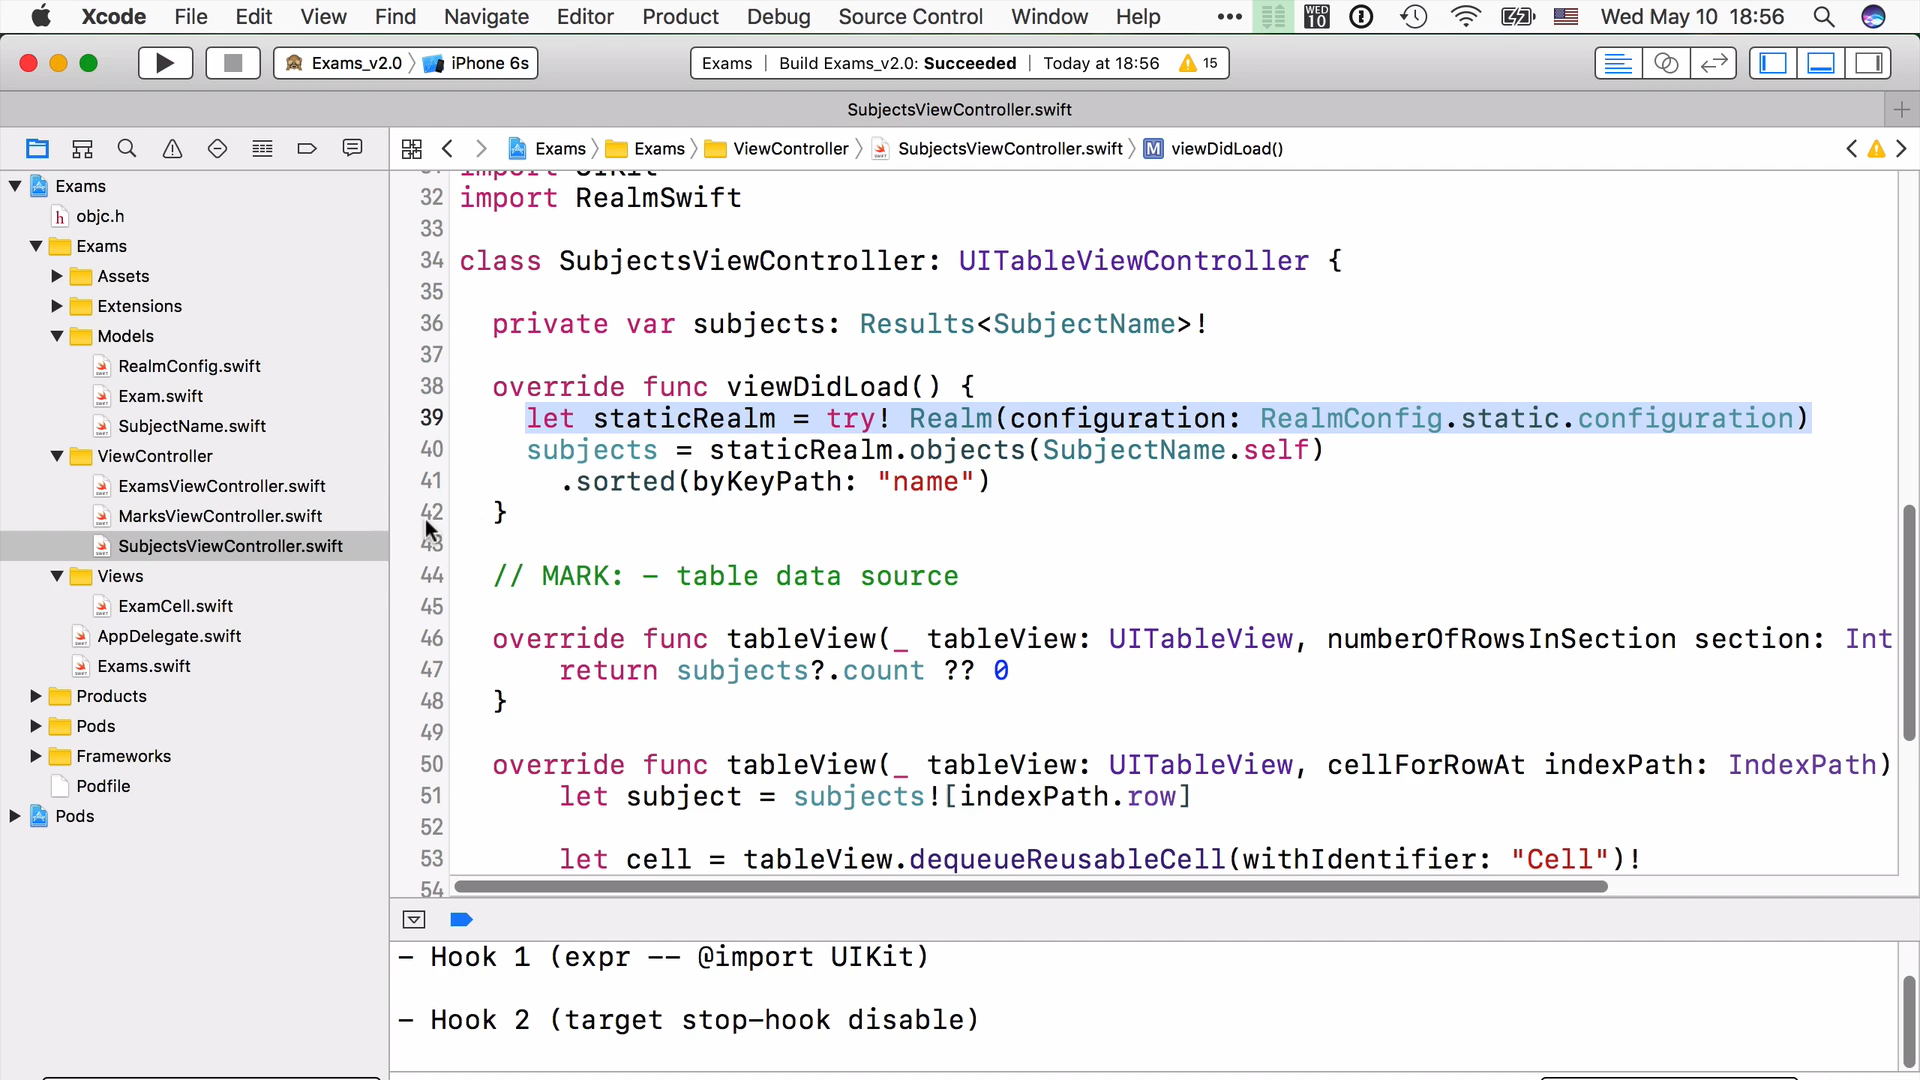 Xcode File Edit View Find Navigate Editor Product Debug Source Control Window Help ••• WED 10 Wed May 10 18:56
Exams_v2.0 〉 iPhone 6s
Exams | Build Exams_v2.0: Succeeded | Today at 18:56 15
SubjectsViewController.swift
Exams 〉 Exams 〉 ViewController 〉 SubjectsViewController.swift 〉 M viewDidLoad()
Exams
h objc.h
Exams
Assets
Extensions
Models
RealmConfig.swift
Exam.swift
SubjectName.swift
ViewController
ExamsViewController.swift
MarksViewController.swift
SubjectsViewController.swift
Views
ExamCell.swift
AppDelegate.swift
Exams.swift
Products
Pods
Frameworks
Podfile
Pods
31 import UIKit
32 import RealmSwift
33
34 class SubjectsViewController: UITableViewController {
35
36 private var subjects: Results<SubjectName>!
37
38 override func viewDidLoad() {
39 let staticRealm = try! Realm(configuration: RealmConfig.static.configuration)
40 subjects = staticRealm.objects(SubjectName.self)
41 .sorted(byKeyPath: "name")
42 }
43
44 // MARK: - table data source
45
46 override func tableView(_ tableView: UITableView, numberOfRowsInSection section: Int
47 return subjects?.count ?? 0
48 }
49
50 override func tableView(_ tableView: UITableView, cellForRowAt indexPath: IndexPath)
51 let subject = subjects![indexPath.row]
52
53 let cell = tableView.dequeueReusableCell(withIdentifier: "Cell")!
54
- Hook 1 (expr -- @import UIKit)
- Hook 2 (target stop-hook disable)